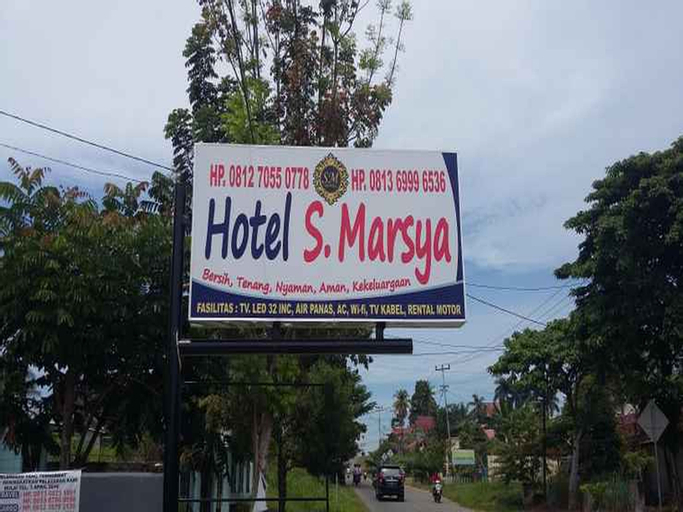 HP. 0812 7055 0778 SM HP. 0813 6999 6536
Hotel S. Marsya
Bersih, Tenang, Nyaman, Aman, Kekeluargaan
FASILITAS : TV. LED 32 INC, AIR PANAS, AC, Wi-fi, TV KABEL, RENTAL MOTOR